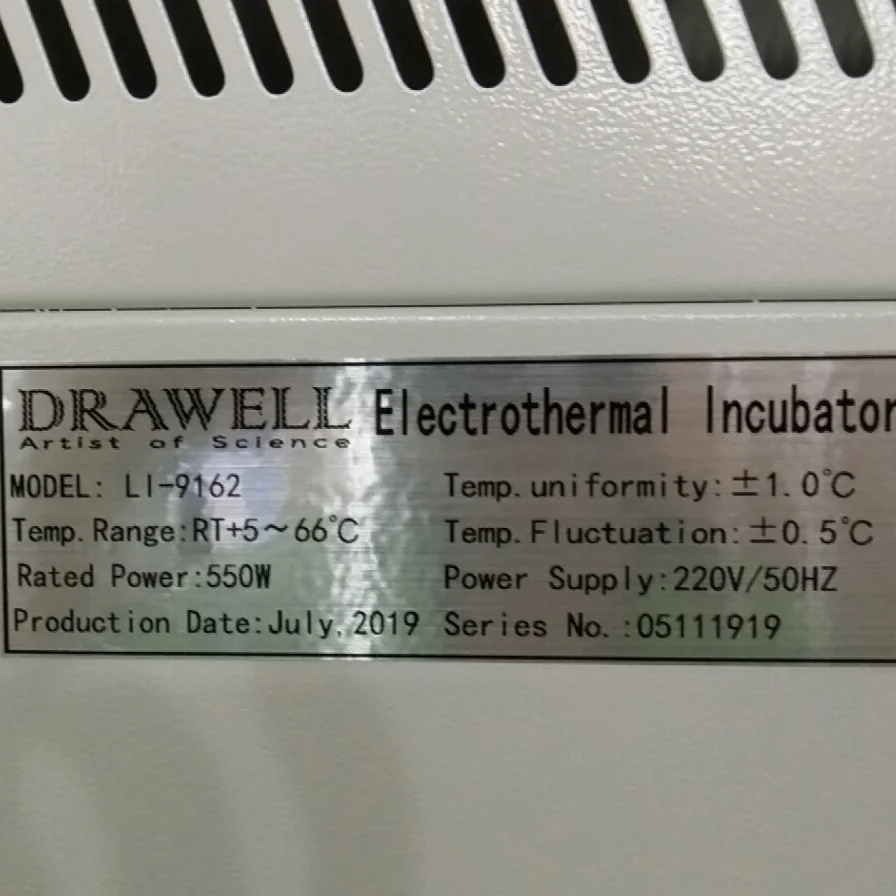 DRAWELL Electrothermal Incubator
Artist of Science
MODEL: LI-9162 Temp.uniformity:±1.0℃
Temp.Range:RT+5～66℃ Temp.Fluctuation:±0.5℃
Rated Power:550W Power Supply:220V/50HZ
Production Date:July,2019 Series No.:05111919